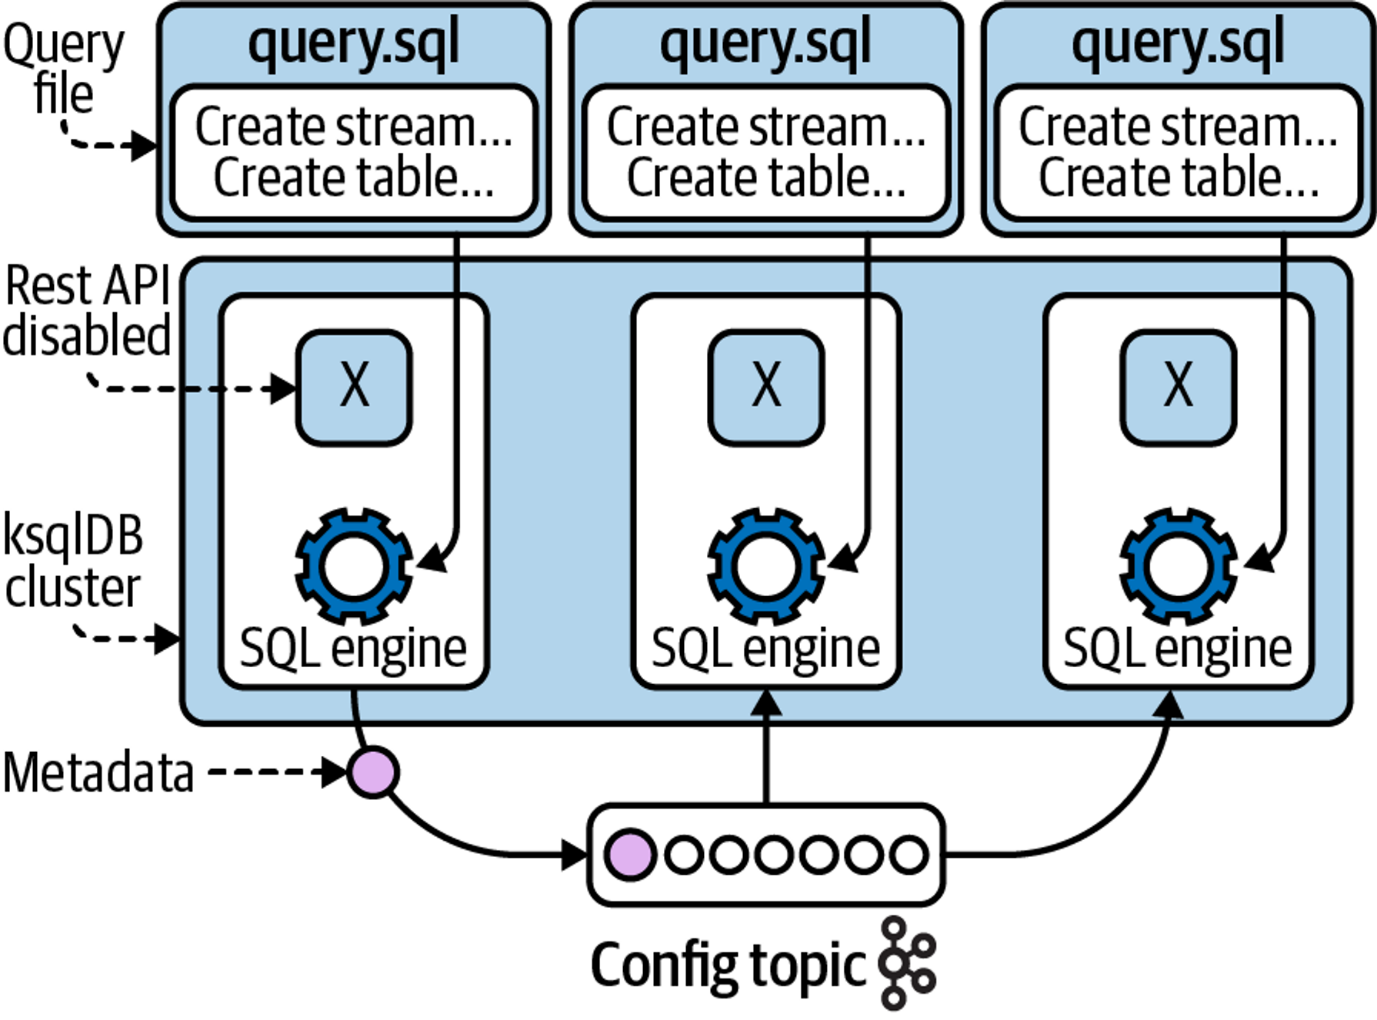 Query
file
query.sql
Create stream...
Create table...
query.sql
Create stream...
Create table...
query.sql
Create stream...
Create table...
Rest API
disabled
X
X
X
ksqlDB
cluster
SQL engine
SQL engine
SQL engine
Metadata
Config topic